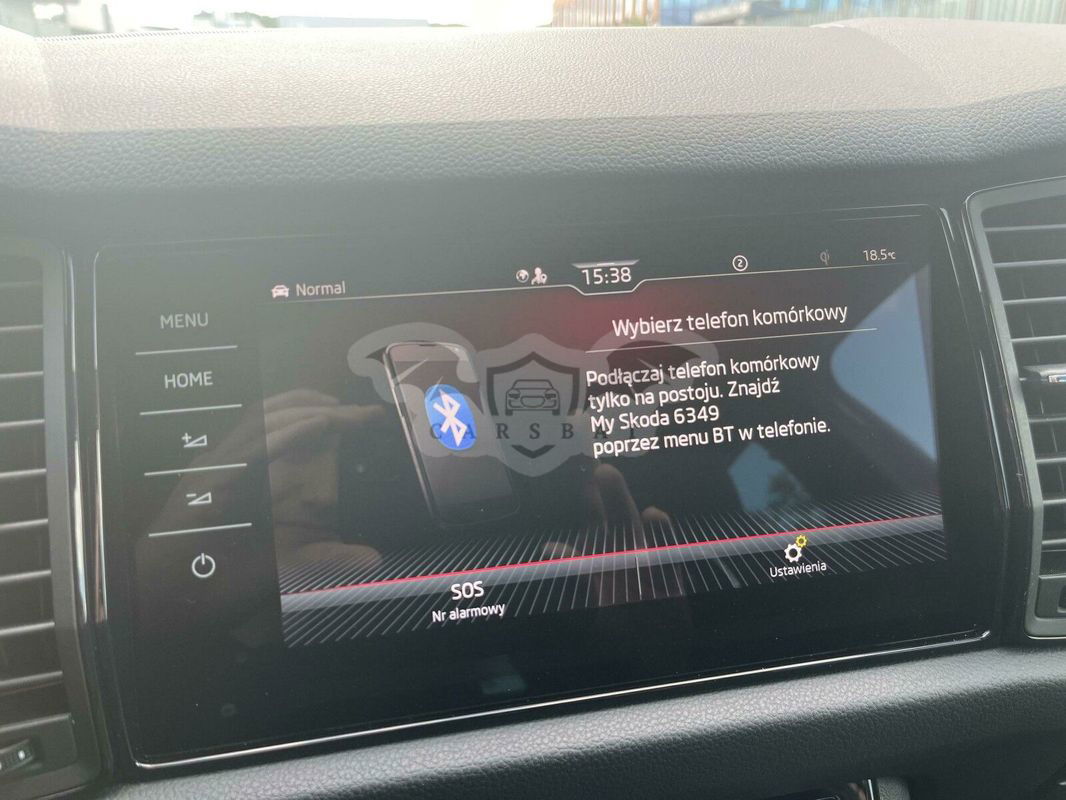 Normal
15:38
2
18.5°C
MENU
HOME
Wybierz telefon komórkowy
Podłączaj telefon komórkowy
tylko na postoju. Znajdź
My Skoda 6349
poprzez menu BT w telefonie.
CARSBAT
SOS
Nr alarmowy
Ustawienia